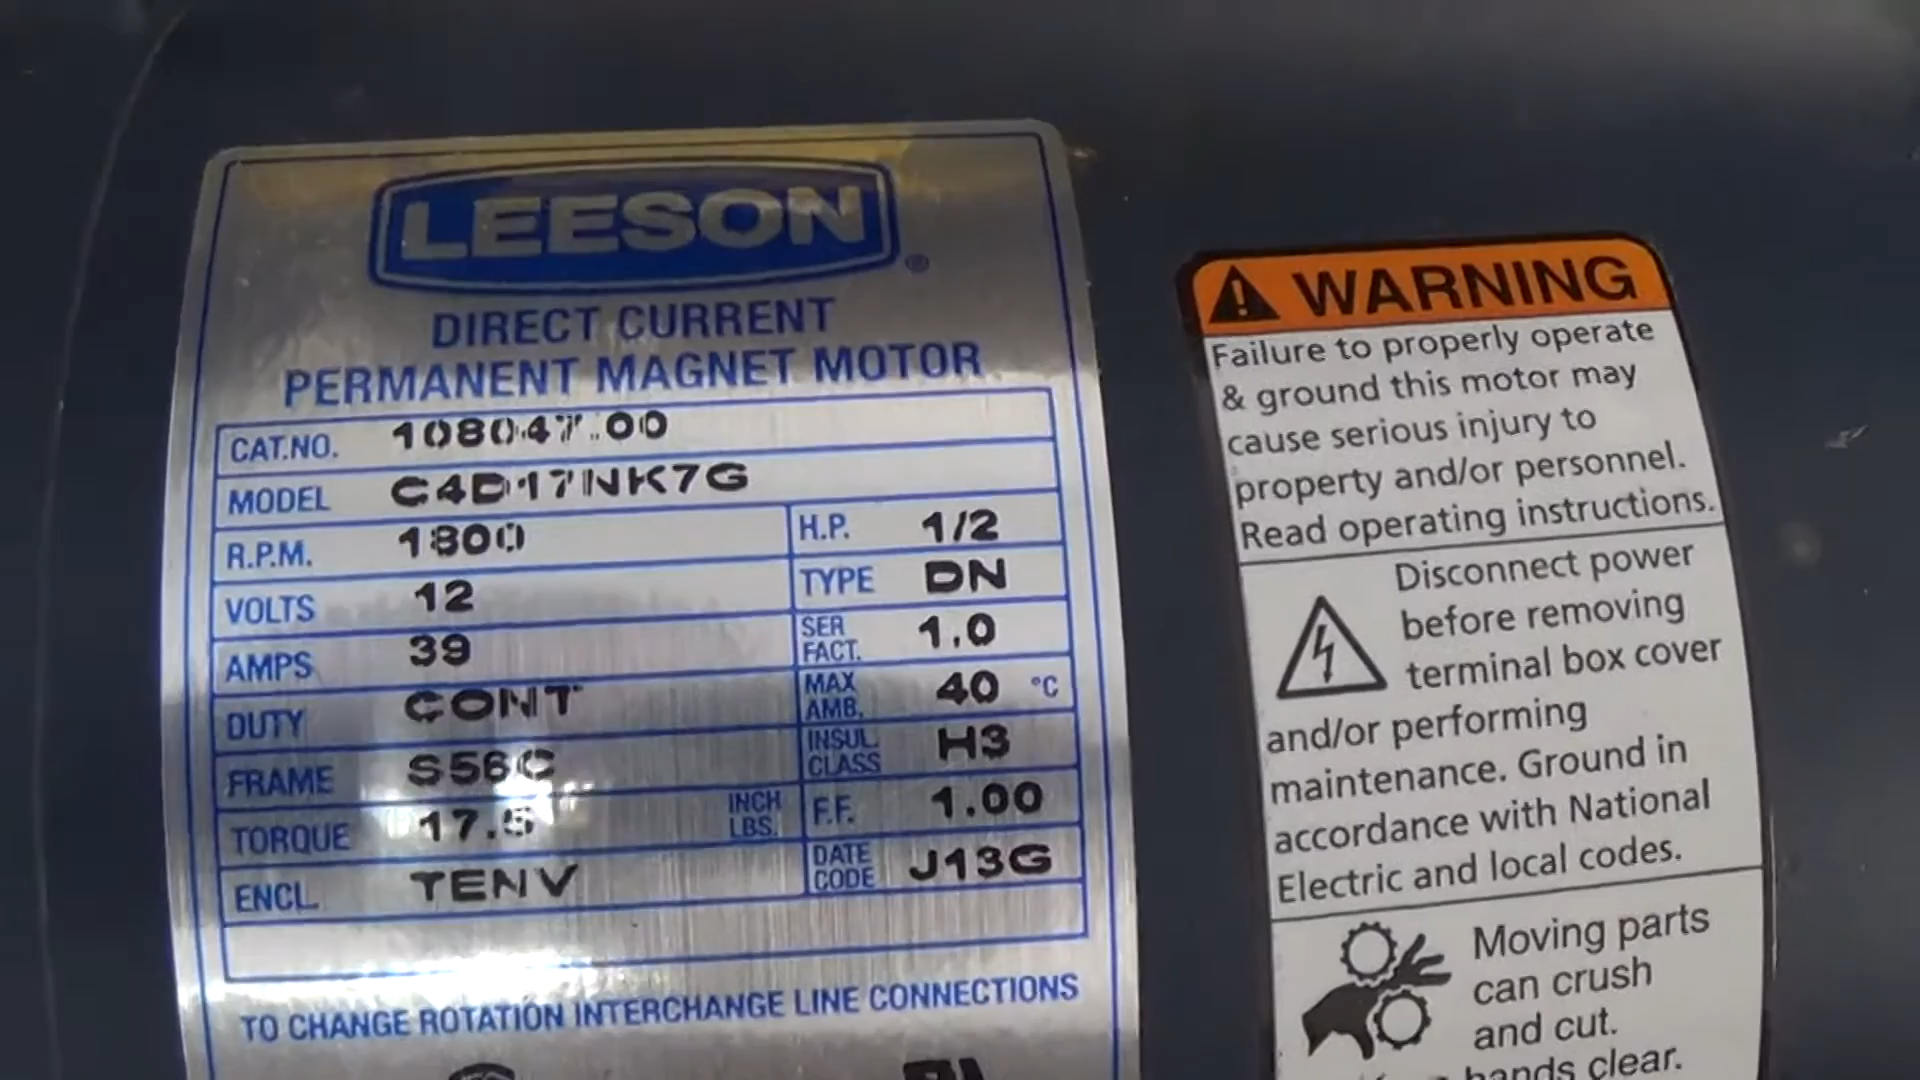 LEESON ®
DIRECT CURRENT
PERMANENT MAGNET MOTOR
CAT.NO. 108047.00
MODEL C4D17NK7G
R.P.M. 1800 H.P. 1/2
VOLTS 12 TYPE DN
AMPS 39 SER FACT. 1.0
DUTY CONT MAX AMB. 40 °C
FRAME S56C INSUL CLASS H3
TORQUE 17.5 INCH LBS. F.F. 1.00
ENCL. TENV DATE CODE J13G
TO CHANGE ROTATION INTERCHANGE LINE CONNECTIONS
WARNING
Failure to properly operate
& ground this motor may
cause serious injury to
property and/or personnel.
Read operating instructions.
Disconnect power
before removing
terminal box cover
and/or performing
maintenance. Ground in
accordance with National
Electric and local codes.
Moving parts
can crush
and cut.
hands clear.